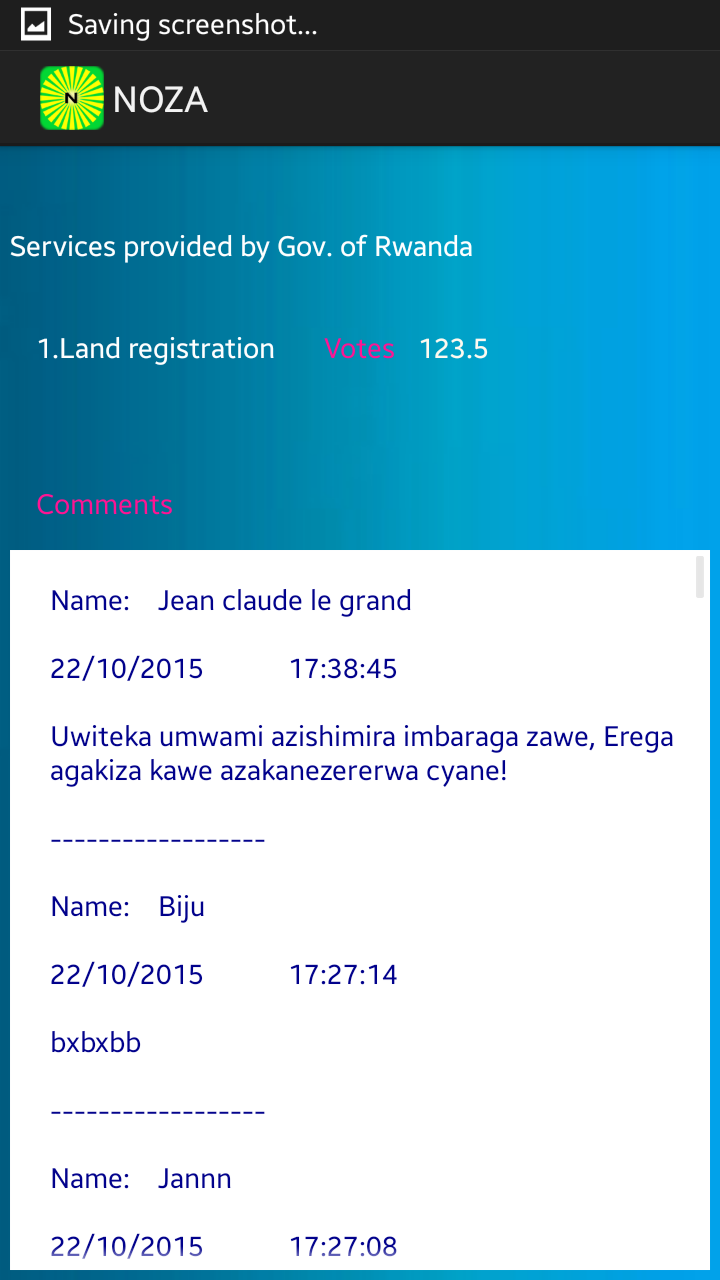 Saving screenshot...
N NOZA
Services provided by Gov. of Rwanda
1.Land registration Votes 123.5
Comments
Name: Jean claude le grand
22/10/2015 17:38:45
Uwiteka umwami azishimira imbaraga zawe, Erega
agakiza kawe azakanezererwa cyane!
------------------
Name: Biju
22/10/2015 17:27:14
bxbxbb
------------------
Name: Jannn
22/10/2015 17:27:08